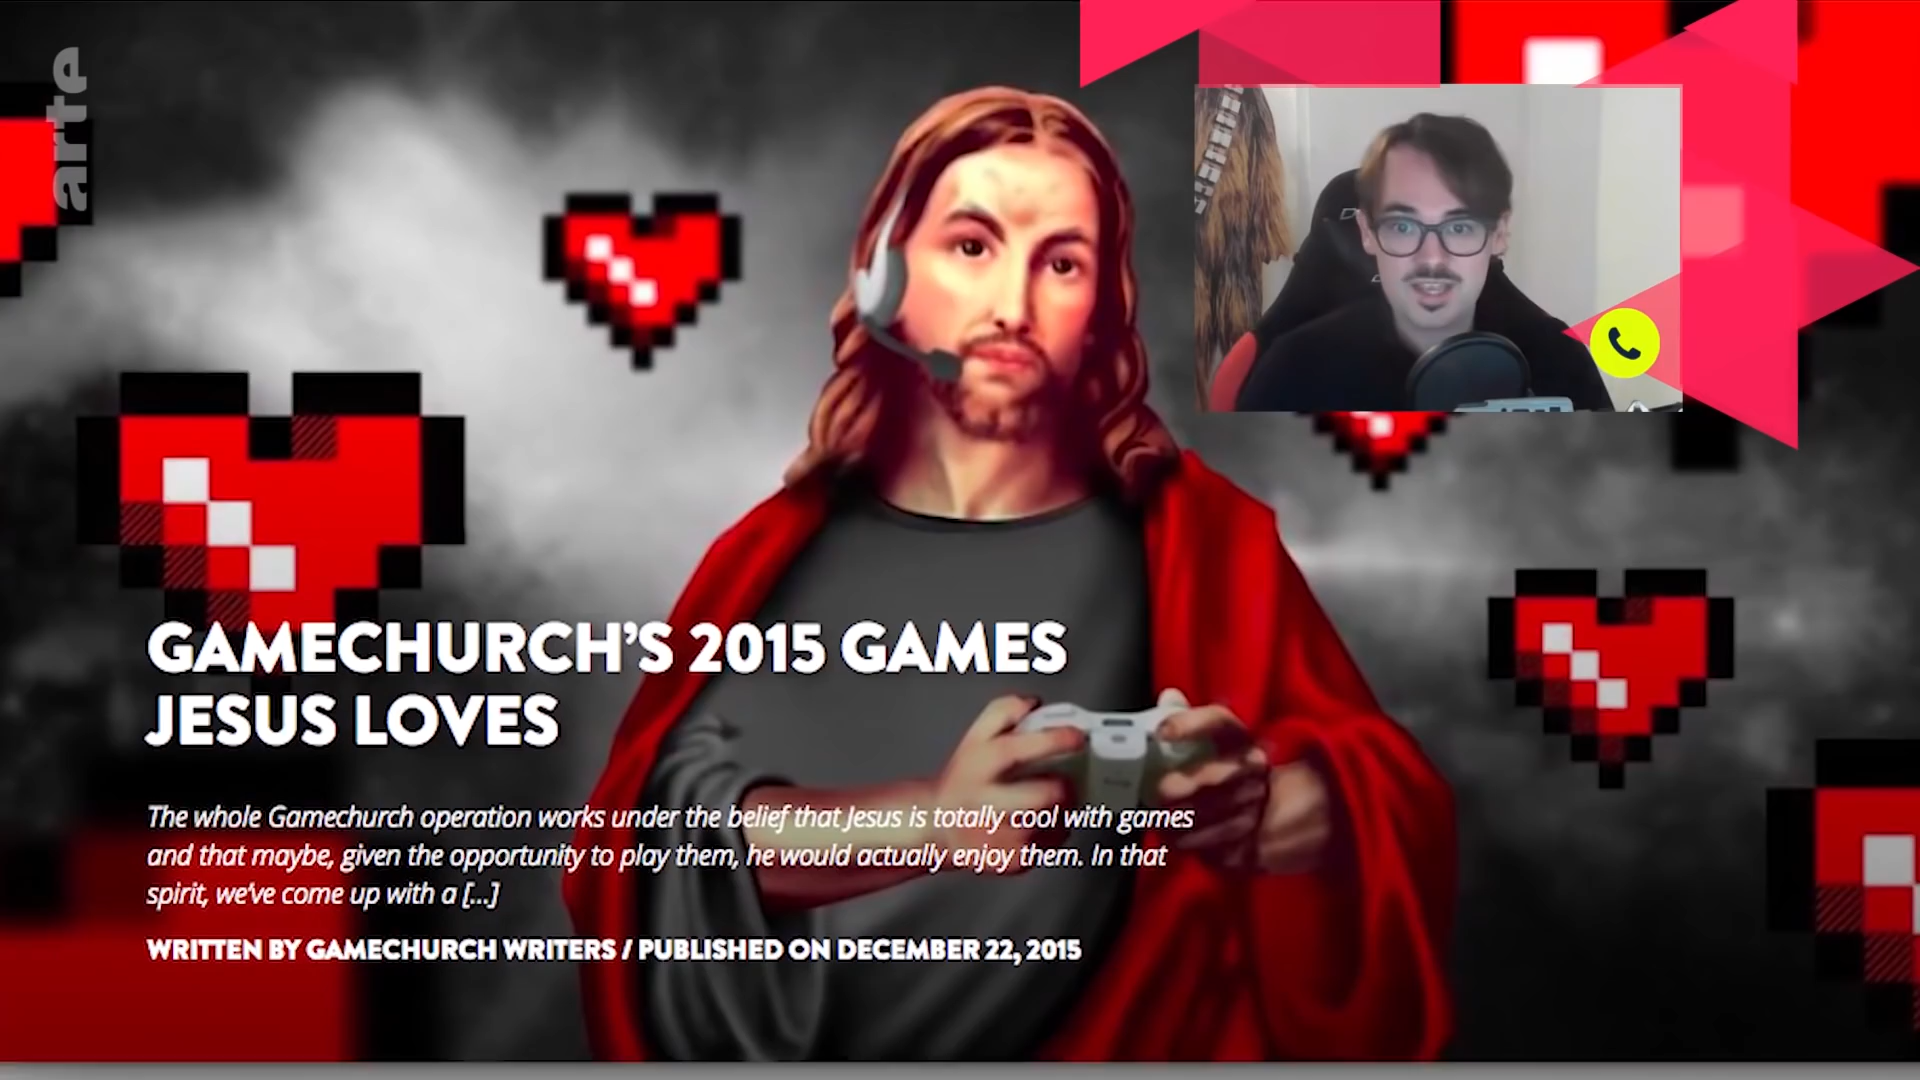 arte
GAMECHURCH’S 2015 GAMES
JESUS LOVES
The whole Gamechurch operation works under the belief that Jesus is totally cool with games
and that maybe, given the opportunity to play them, he would actually enjoy them. In that
spirit, we’ve come up with a [...]
WRITTEN BY GAMECHURCH WRITERS / PUBLISHED ON DECEMBER 22, 2015